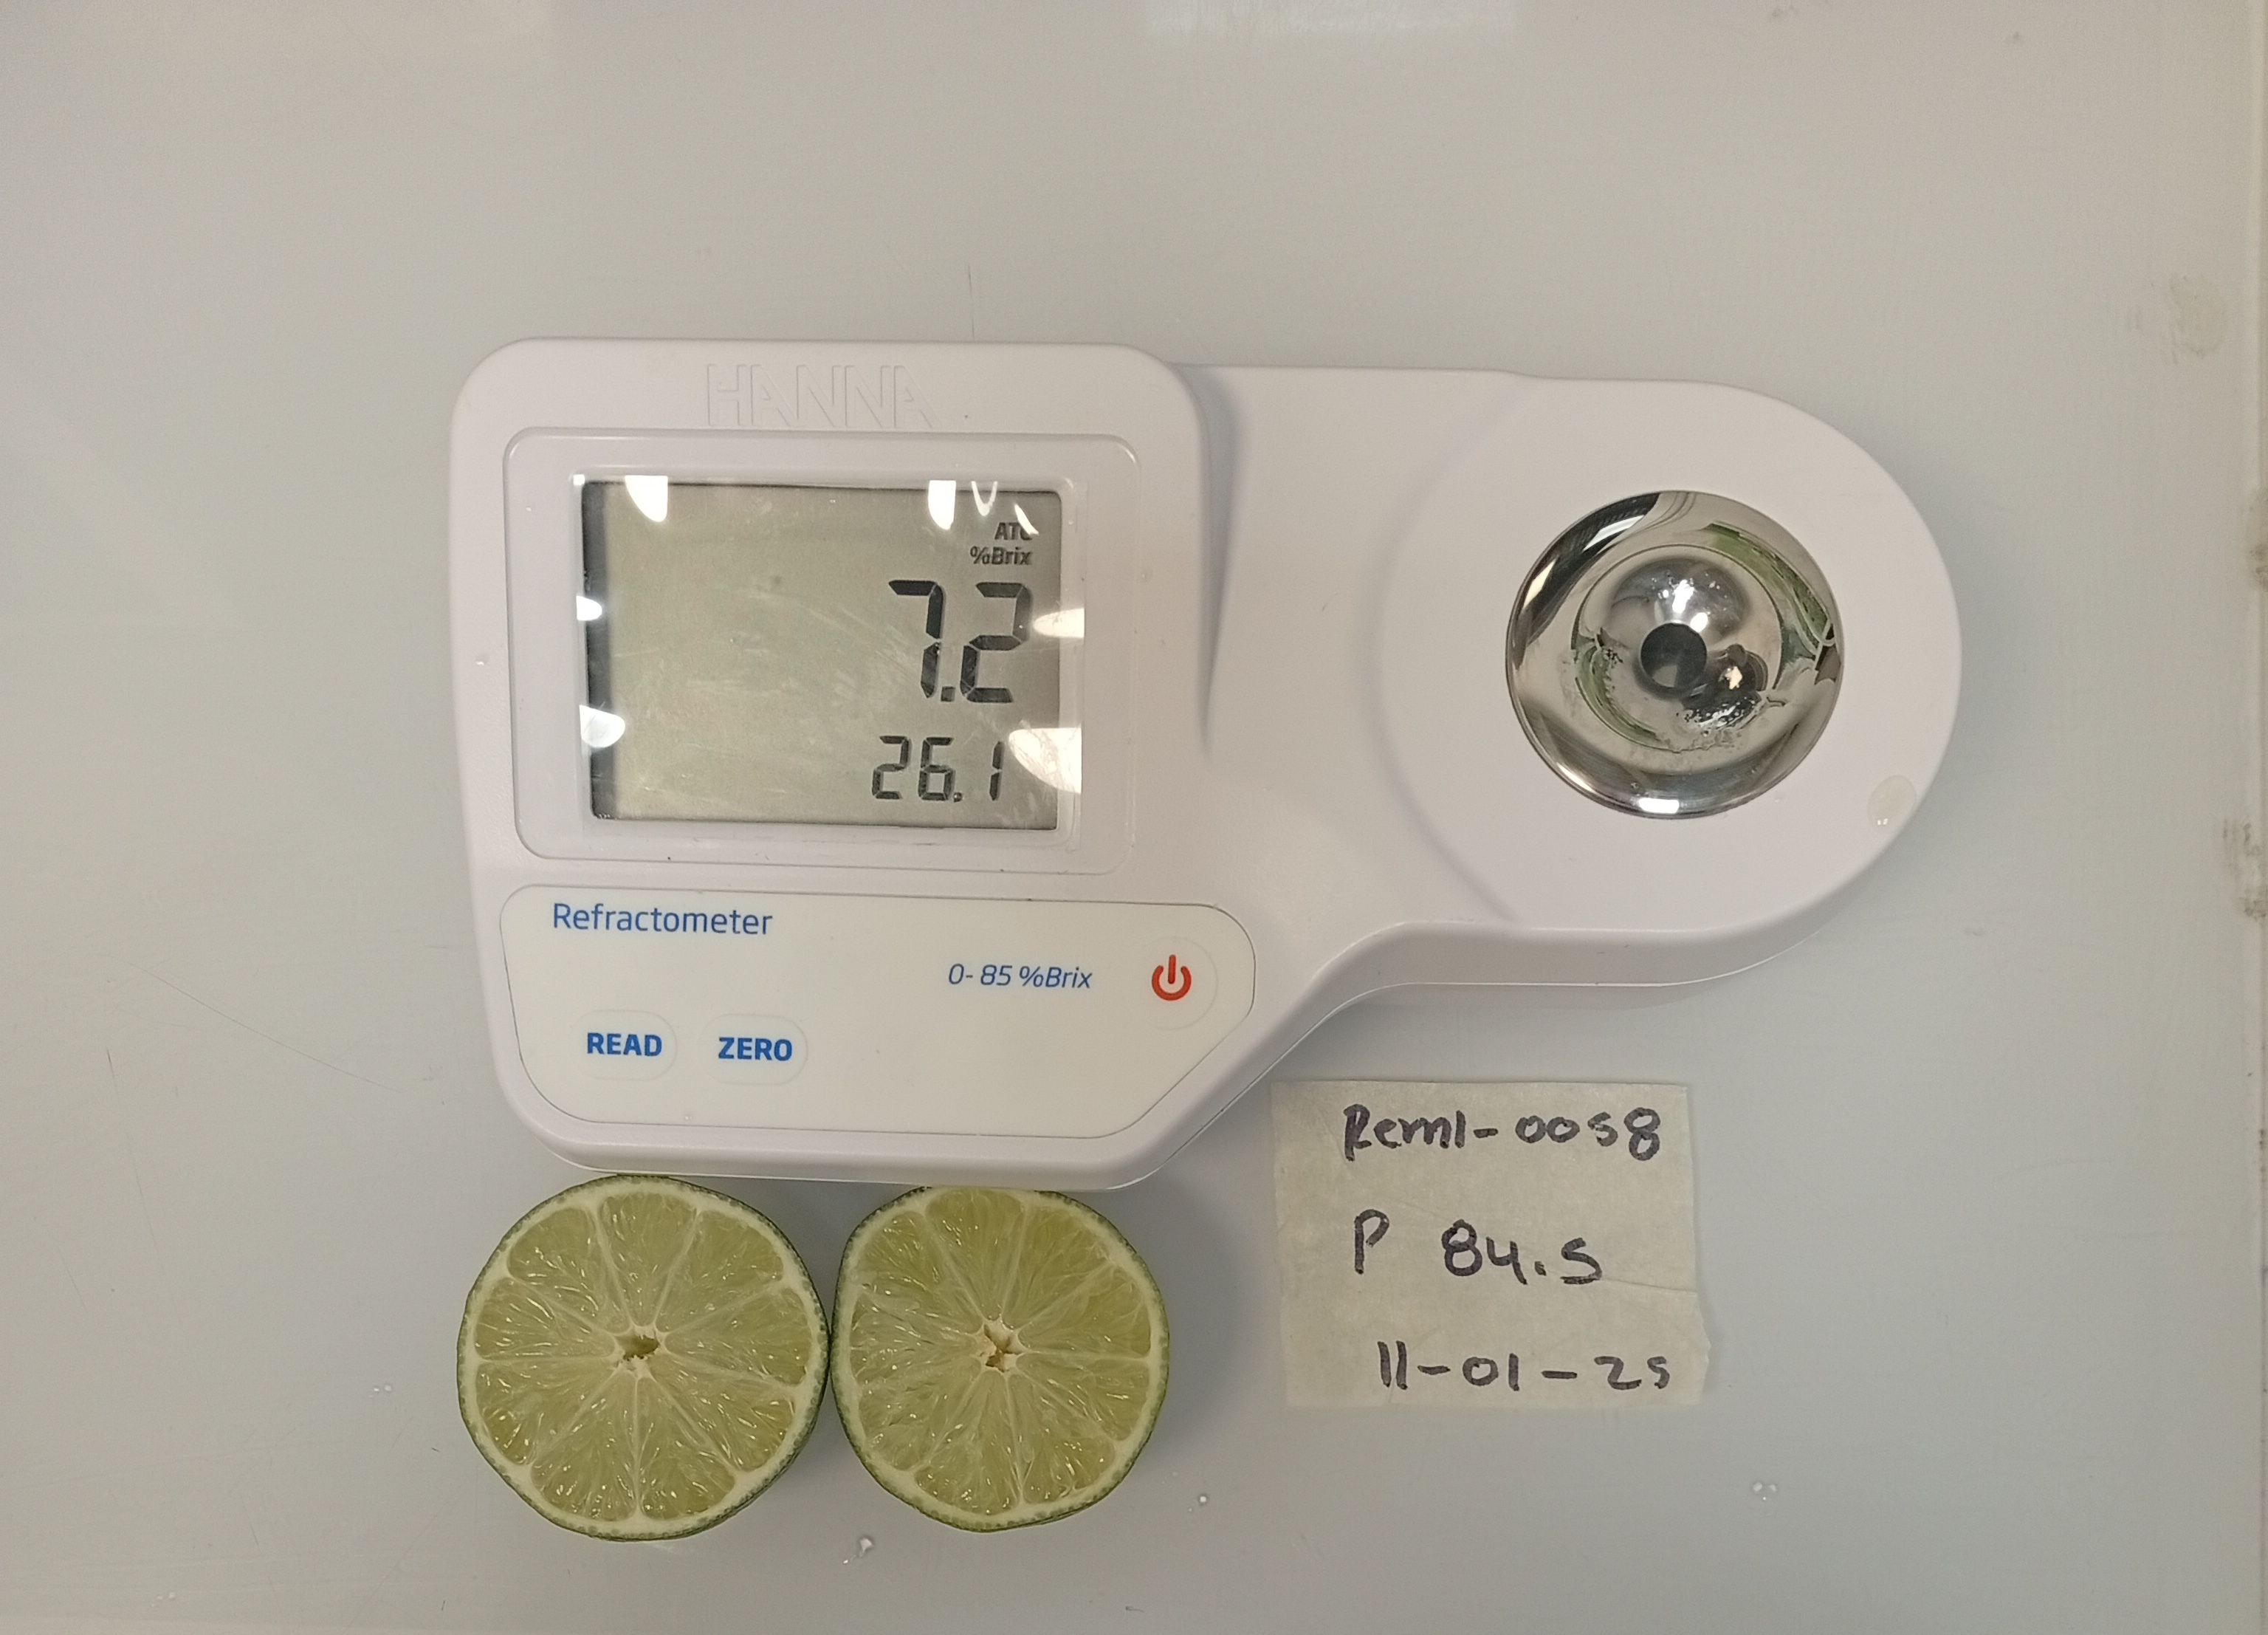 HANNA
ATC
%Brix
7.2
26.1
Refractometer
0-85 %Brix
READ ZERO
Reml-0058
P 84.5
11-01-25